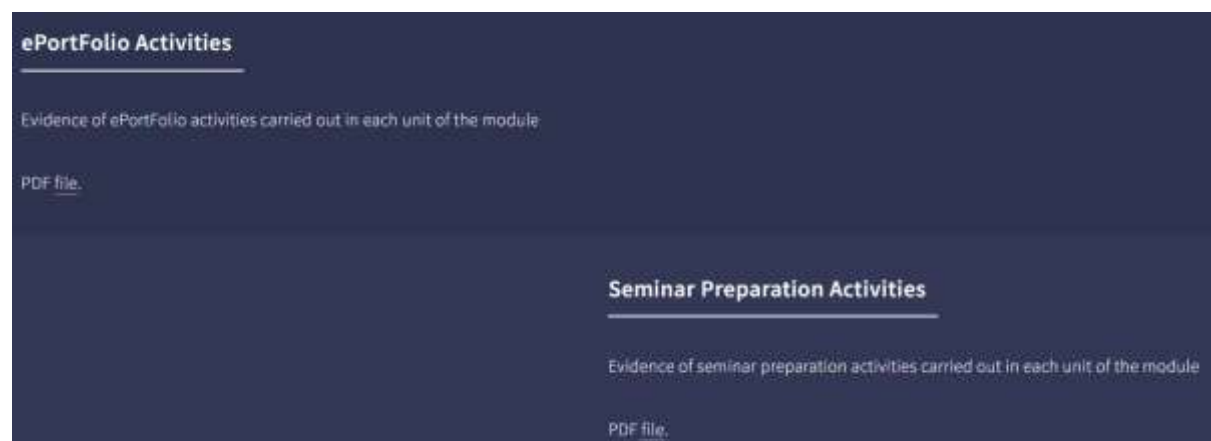 ePortFolio Activities
Evidence of ePortFolio activities carried out in each unit of the module
PDF file.
Seminar Preparation Activities
Evidence of seminar preparation activities carried out in each unit of the module
PDF file.